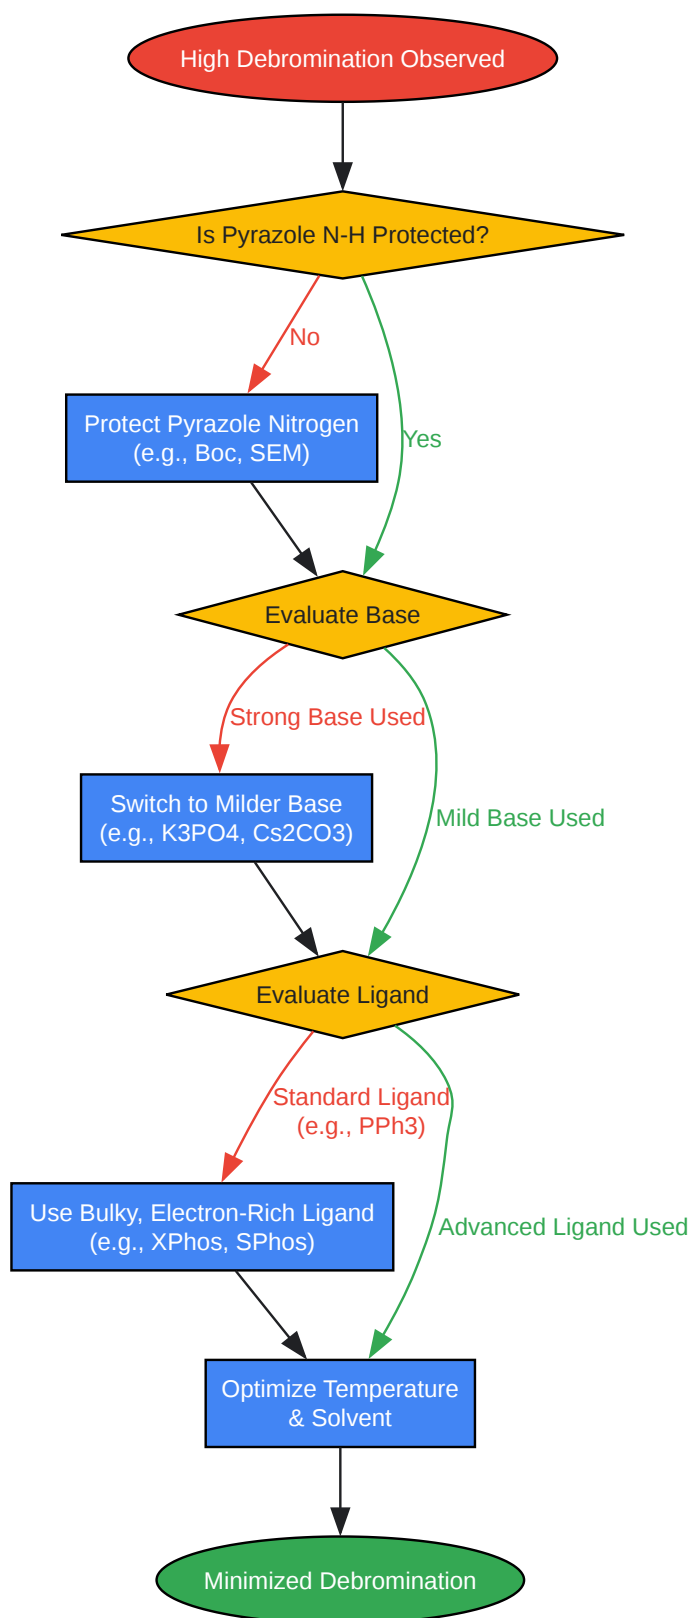 High Debromination Observed
Is Pyrazole N-H Protected?
No
Protect Pyrazole Nitrogen
(e.g., Boc, SEM)
Yes
Evaluate Base
Strong Base Used
Switch to Milder Base
(e.g., K3PO4, Cs2CO3)
Mild Base Used
Evaluate Ligand
Standard Ligand
(e.g., PPh3)
Use Bulky, Electron-Rich Ligand
(e.g., XPhos, SPhos)
Advanced Ligand Used
Optimize Temperature
& Solvent
Minimized Debromination